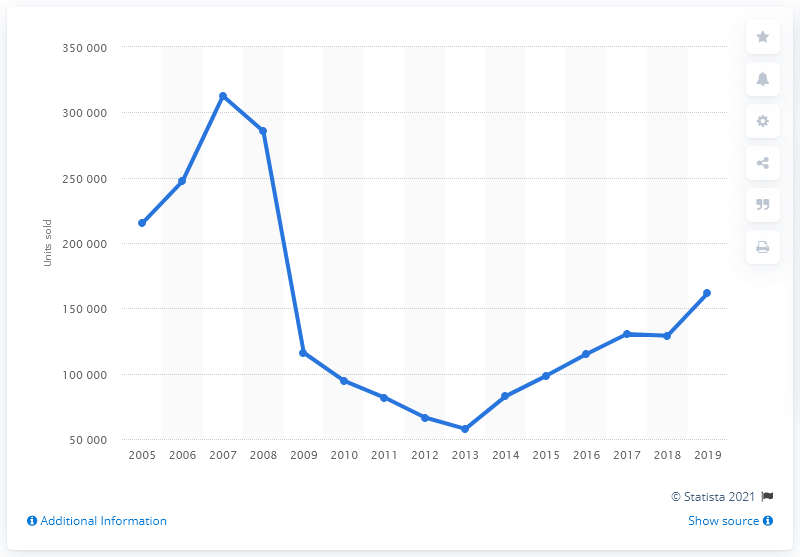 350 000
300 000
250 000
200 000
150 000
100 000
50 000
Units sold
2005 2006 2007 2008 2009 2010 2011 2012 2013 2014 2015 2016 2017 2018 2019
© Statista 2021
Additional Information
Show source